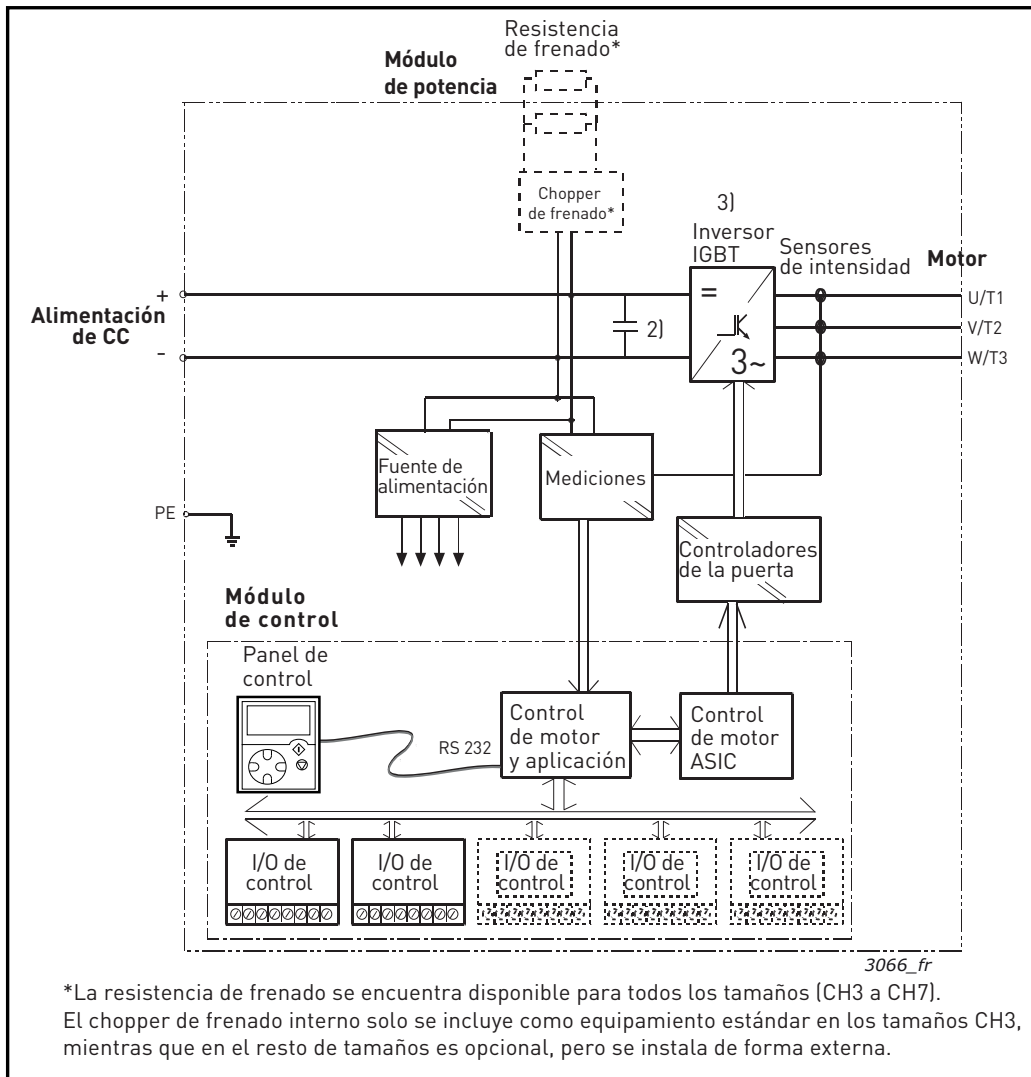 Resistencia
de frenado*
Módulo
de potencia
Chopper
de frenado*
3)
Inversor
IGBT
Sensores
de intensidad
Motor
+
Alimentación
de CC
-
2)
=
3~
U/T1
V/T2
W/T3
Fuente de
alimentación
Mediciones
PE
Controladores
de la puerta
Módulo
de control
Panel de
control
RS 232
Control
de motor
y aplicación
Control
de motor
ASIC
I/O de
control
I/O de
control
I/O de
control
I/O de
control
I/O de
control
3066_fr
*La resistencia de frenado se encuentra disponible para todos los tamaños (CH3 a CH7).
El chopper de frenado interno solo se incluye como equipamiento estándar en los tamaños CH3,
mientras que en el resto de tamaños es opcional, pero se instala de forma externa.